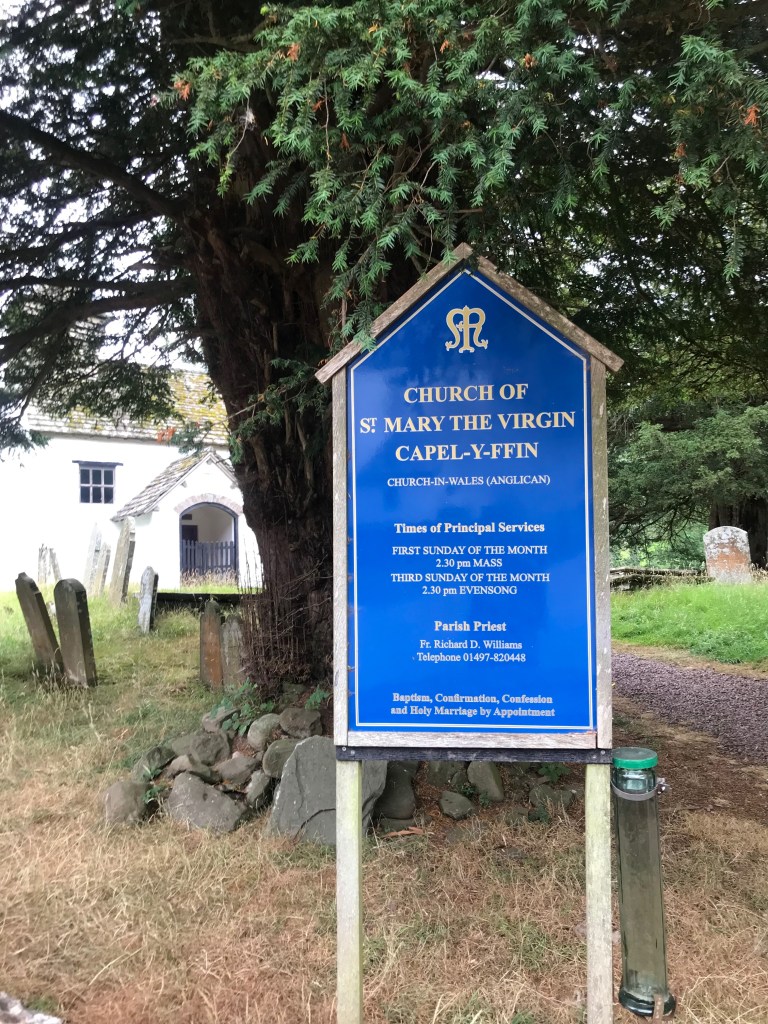 CHURCH OF
ST. MARY THE VIRGIN
CAPEL-Y-FFIN
CHURCH-IN-WALES (ANGLICAN)
Times of Principal Services
FIRST SUNDAY OF THE MONTH
2.30 pm MASS
THIRD SUNDAY OF THE MONTH
2.30 pm EVENSONG
Parish Priest
Fr. Richard D. Williams
Telephone 01497-820448
Baptism, Confirmation, Confession
and Holy Marriage by Appointment